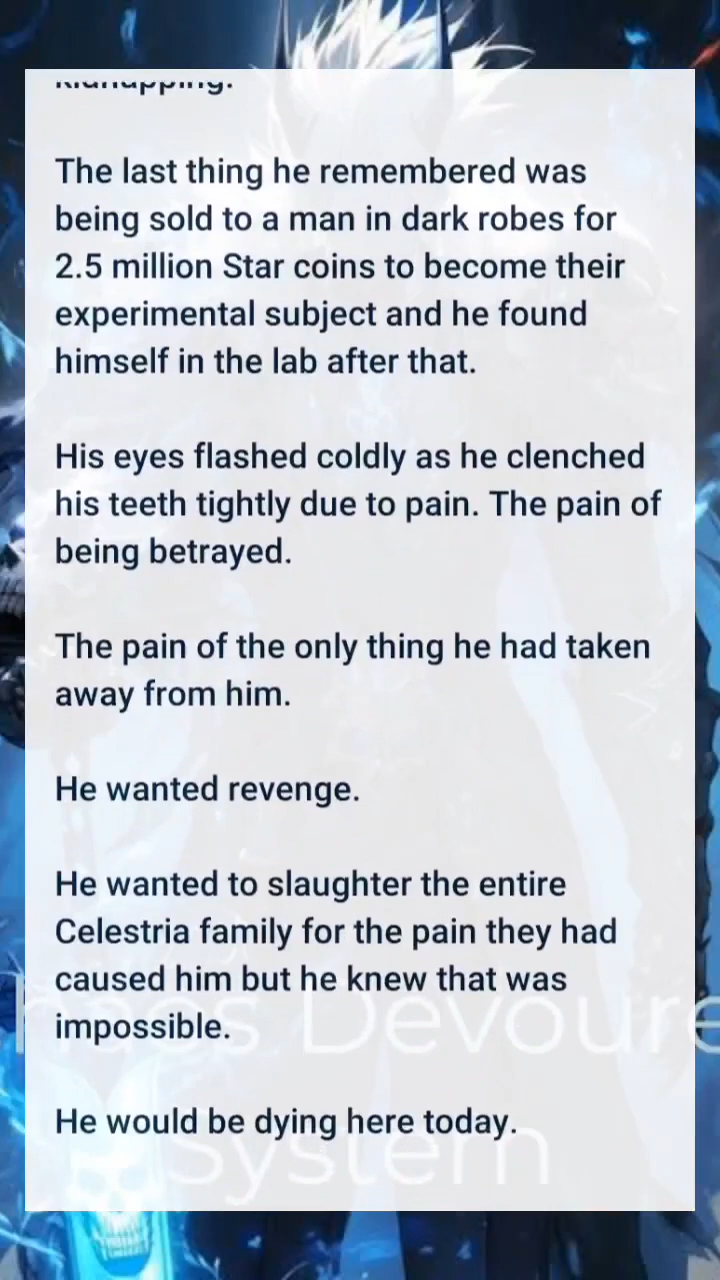 kidnapping.
The last thing he remembered was
being sold to a man in dark robes for
2.5 million Star coins to become their
experimental subject and he found
himself in the lab after that.
His eyes flashed coldly as he clenched
his teeth tightly due to pain. The pain of
being betrayed.
The pain of the only thing he had taken
away from him.
He wanted revenge.
He wanted to slaughter the entire
Celestria family for the pain they had
caused him but he knew that was
impossible.
He would be dying here today.
Devoure
System